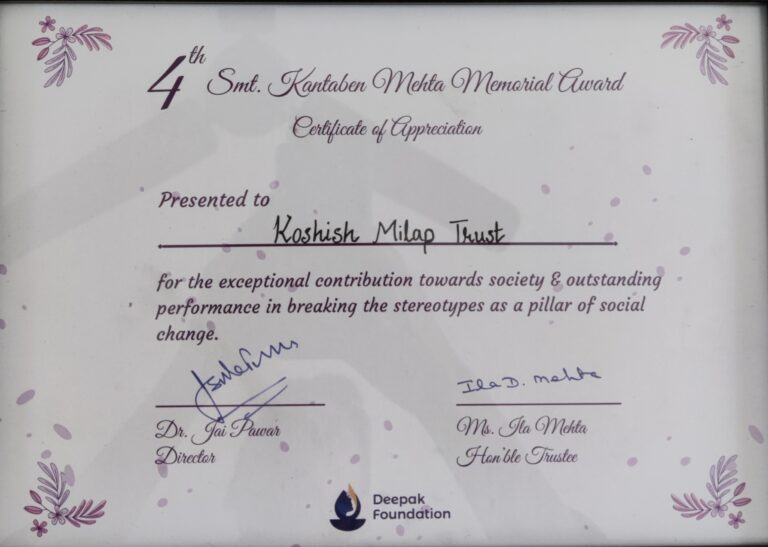 4th Smt. Kantaben Mehta Memorial Award
Certificate of Appreciation
Presented to
Koshish Milap Trust
for the exceptional contribution towards society & outstanding
performance in breaking the stereotypes as a pillar of social
change.
Ila D. Mehta
Dr. Jai Pawar
Director
Ms. Ila Mehta
Hon'ble Trustee
Deepak
Foundation